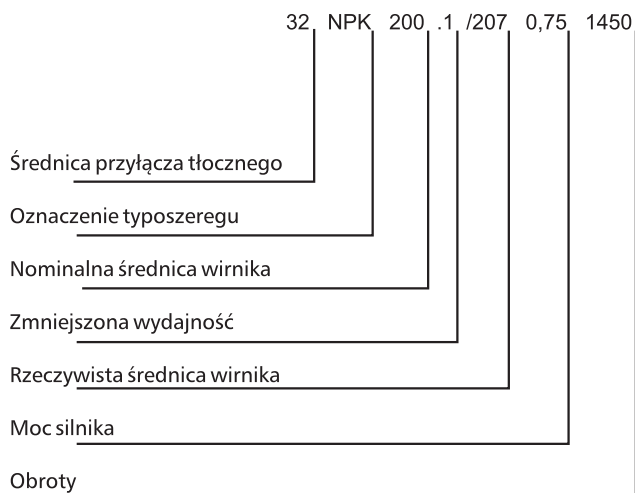 32 NPK 200 .1 /207 0,75 1450
Średnica przyłącza tłocznego
Oznaczenie typoszeregu
Nominalna średnica wirnika
Zmniejszona wydajność
Rzeczywista średnica wirnika
Moc silnika
Obroty